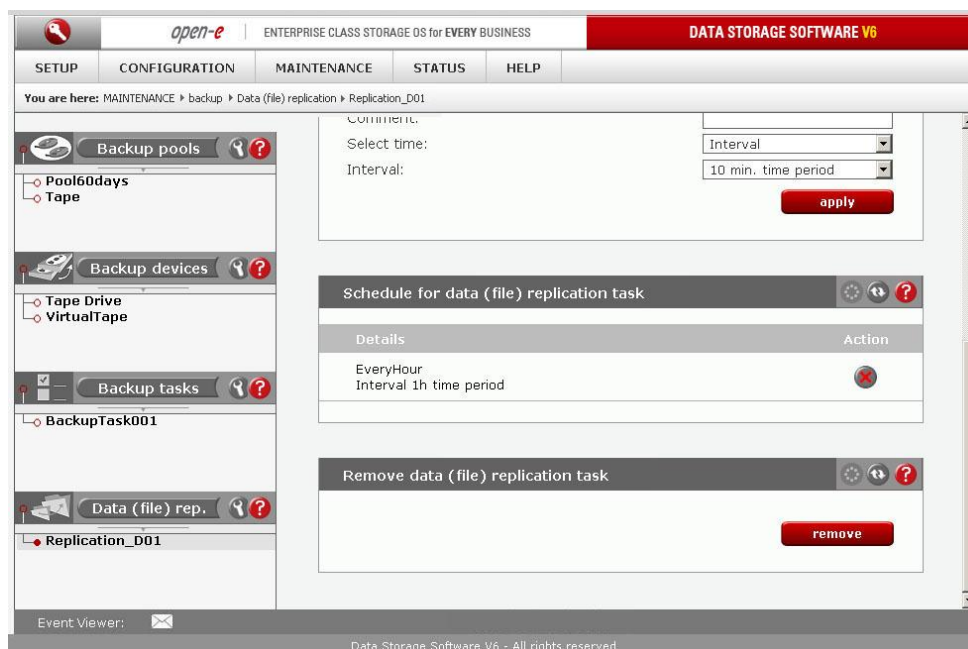 open-e ENTERPRISE CLASS STORAGE OS for EVERY BUSINESS DATA STORAGE SOFTWARE V6
SETUP CONFIGURATION MAINTENANCE STATUS HELP
You are here: MAINTENANCE backup Data (file) replication Replication_D01
Backup pools
Pool60days
Tape
Backup devices
Tape Drive
VirtualTape
Backup tasks
BackupTask001
Data (file) rep.
Replication_D01
Comment:
Select time: Interval
Interval: 10 min. time period
apply
Schedule for data (file) replication task
Details Action
EveryHour
Interval 1h time period
Remove data (file) replication task
remove
Event Viewer:
Data Storage Software V6 - All rights reserved